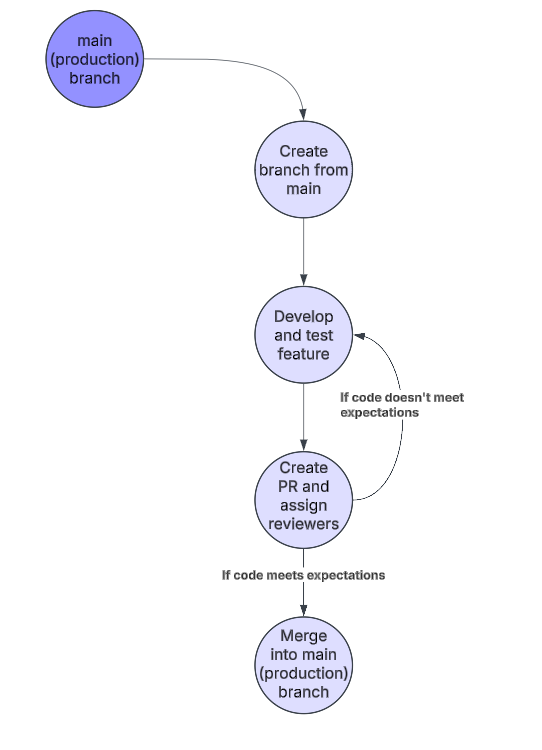 main
(production)
branch
Create
branch from
main
Develop
and test
feature
If code doesn't meet
expectations
Create
PR and
assign
reviewers
If code meets expectations
Merge
into main
(production)
branch